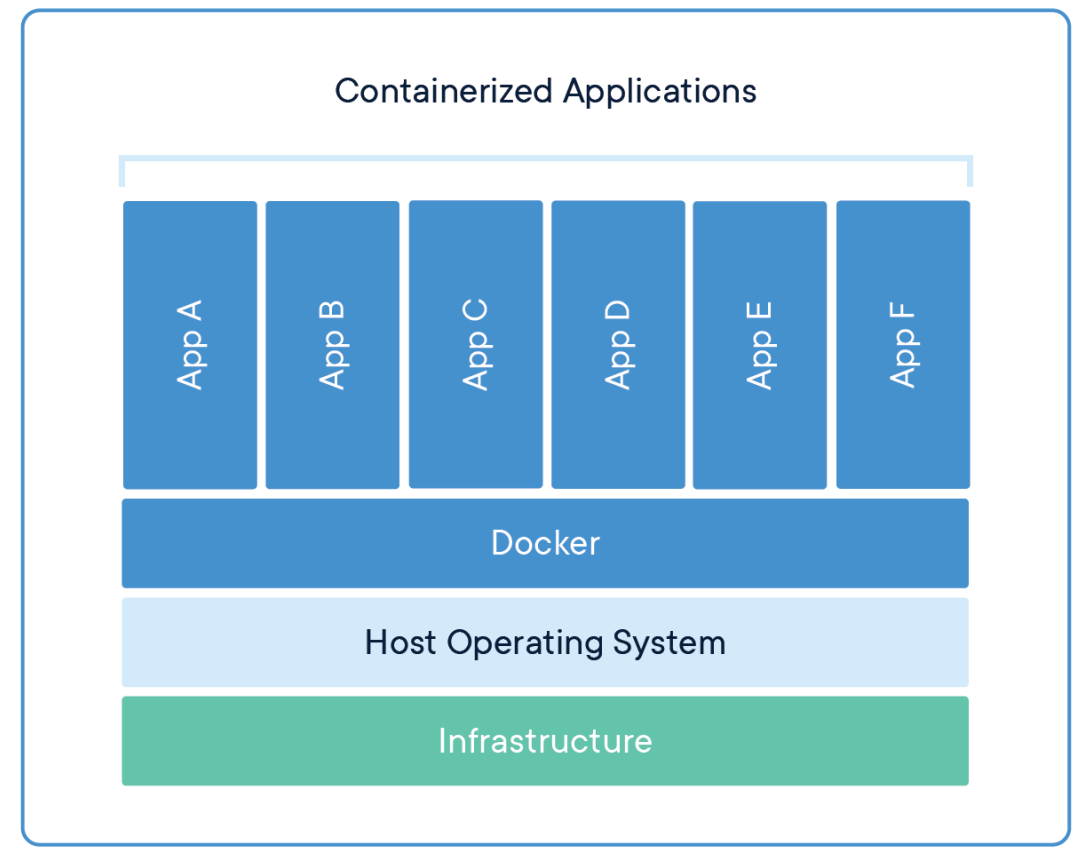 Containerized Applications
App A
App B
App C
App D
App E
App F
Docker
Host Operating System
Infrastructure